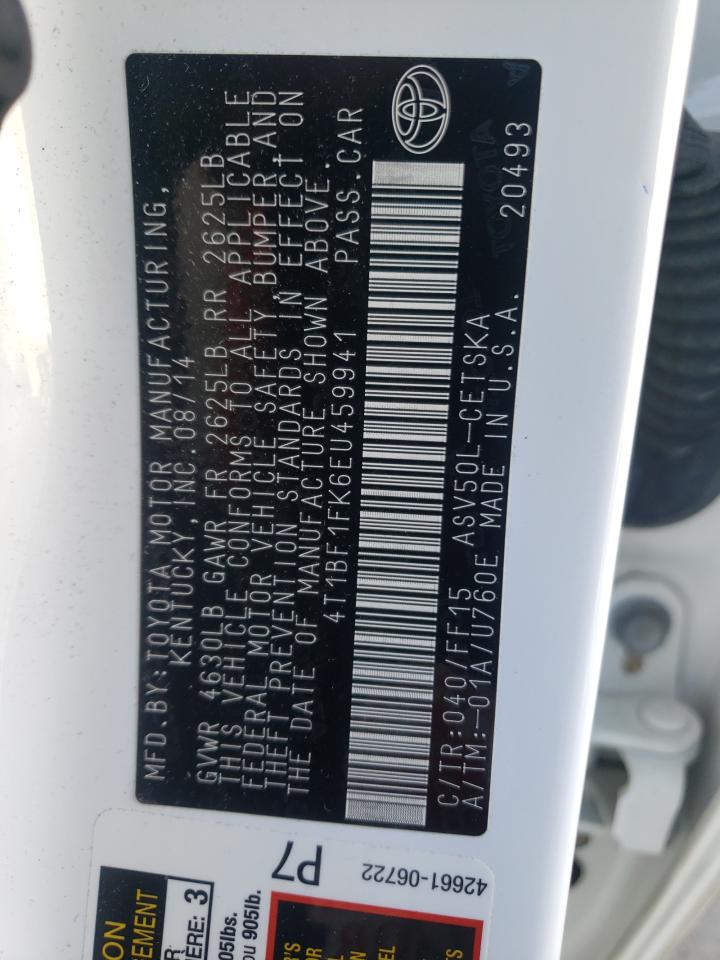 MFD.BY:TOYOTA MOTOR MANUFACTURING,
KENTUCKY,INC.08/14
GVWR 4630LB GAWR FR 2625LB RR 2625LB
THIS VEHICLE CONFORMS TO ALL APPLICABLE
FEDERAL MOTOR VEHICLE SAFETY,BUMPER AND
THEFT PREVENTION STANDARDS IN EFFECT ON
THE DATE OF MANUFACTURE SHOWN ABOVE.
4T1BF1FK6EU459941 PASS.CAR
C/TR:040/FF15 ASV50L-CETSKA
A/TM:-01A/U760E MADE IN U.S.A. 20493
TOYOTA
P7
42661-06722
3
905lb.